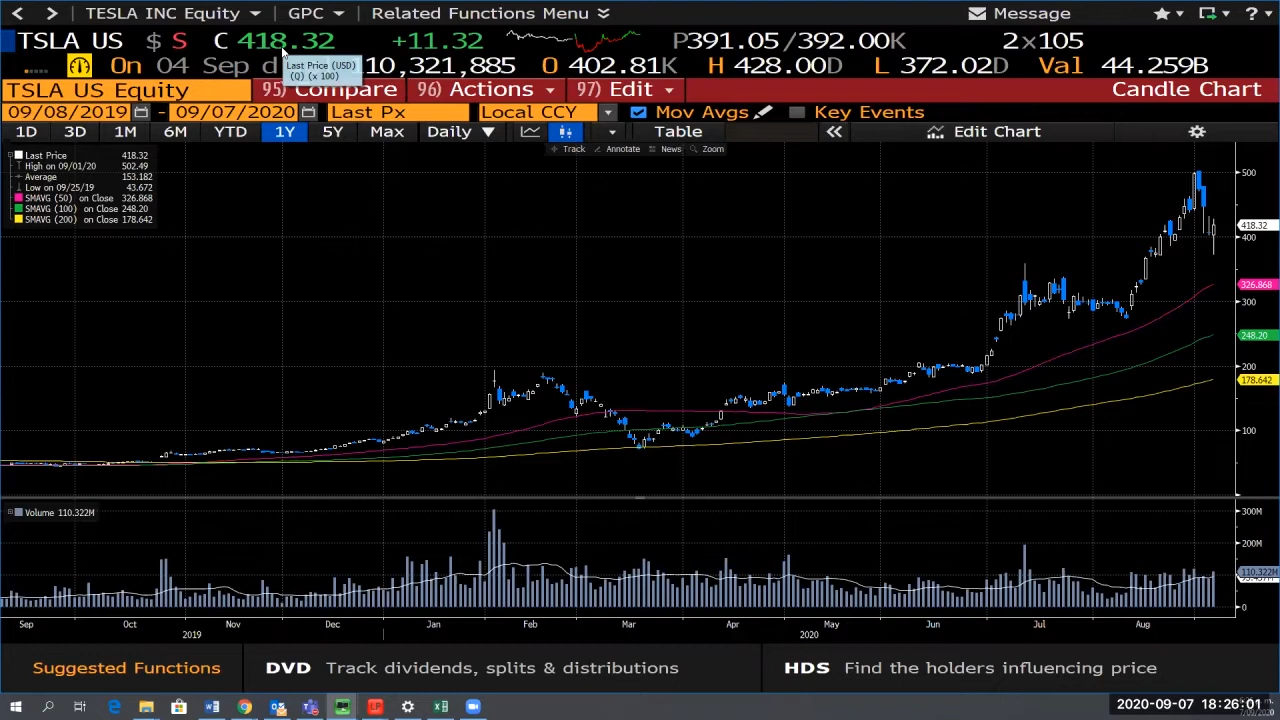 TESLA INC Equity GPC Related Functions Menu Message ?
TSLA US $ S C 418.32 +11.32 P391.05/392.00K 2×105
On 04 Sep d 110,321,885 O 402.81K H 428.00D L 372.02D Val 44.259B
Last Price (USD)
(Q) (x 100)
TSLA US Equity 95) Compare 96) Actions 97) Edit Candle Chart
09/08/2019 - 09/07/2020 Last Px Local CCY Mov Avgs Key Events
1D 3D 1M 6M YTD 1Y 5Y Max Daily Table Edit Chart
Track Annotate News Zoom
Last Price 418.32
High on 09/01/20 502.49
Average 153.182
Low on 09/25/19 43.672
SMAVG (50) on Close 326.868
SMAVG (100) on Close 248.20
SMAVG (200) on Close 178.642
500
418.32
400
326.868
300
248.20
200
178.642
100
Volume 110.322M
300M
200M
110.322M
0
Sep Oct Nov Dec Jan Feb Mar Apr May Jun Jul Aug
2019 2020
Suggested Functions DVD Track dividends, splits & distributions HDS Find the holders influencing price
2020-09-07 18:26:01